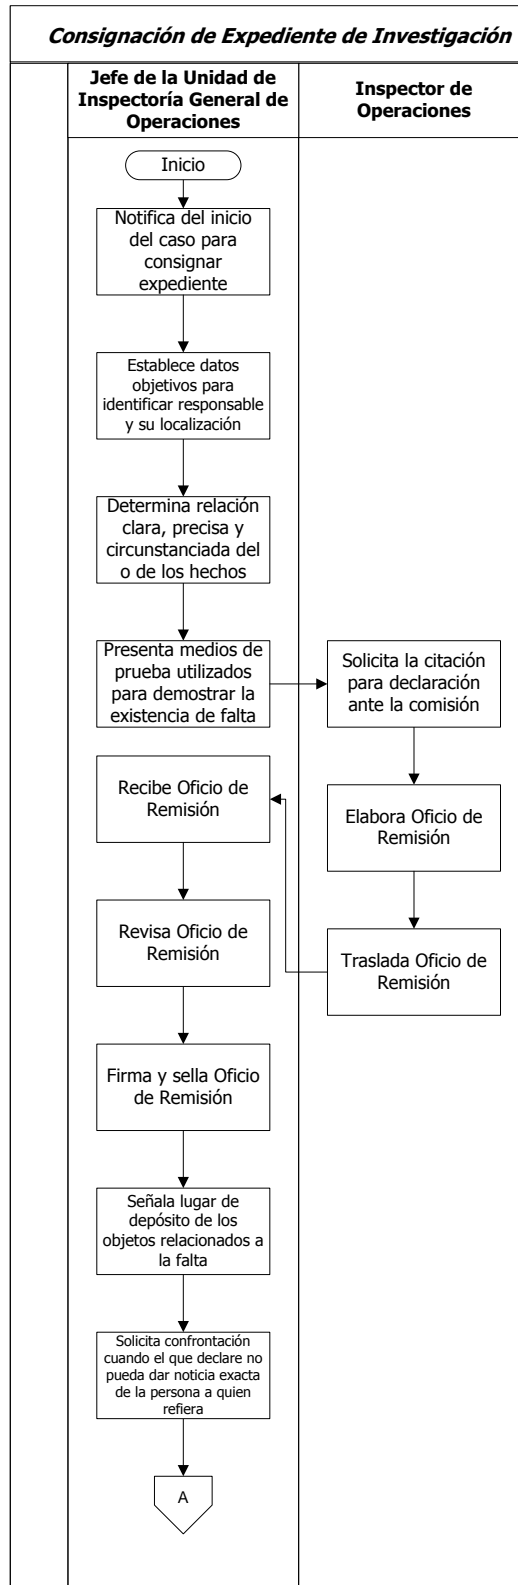 Consignación de Expediente de Investigación
Jefe de la Unidad de
Inspectoría General de
Operaciones
Inspector de
Operaciones
Inicio
Notifica del inicio
del caso para
consignar
expediente
Establece datos
objetivos para
identificar responsable
y su localización
Determina relación
clara, precisa y
circunstanciada del
o de los hechos
Presenta medios de
prueba utilizados
para demostrar la
existencia de falta
Solicita la citación
para declaración
ante la comisión
Elabora Oficio de
Remisión
Traslada Oficio de
Remisión
Recibe Oficio de
Remisión
Revisa Oficio de
Remisión
Firma y sella Oficio
de Remisión
Señala lugar de
depósito de los
objetos relacionados a
la falta
Solicita confrontación
cuando el que declare no
pueda dar noticia exacta
de la persona a quien
refiera
A